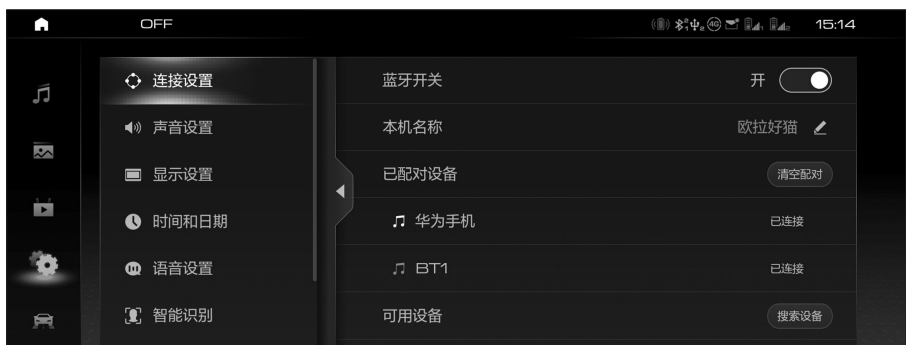 OFF
4G
15:14
连接设置
声音设置
显示设置
时间和日期
语音设置
智能识别
蓝牙开关 开
本机名称 欧拉好猫
已配对设备 清空配对
华为手机 已连接
BT1 已连接
可用设备 搜索设备